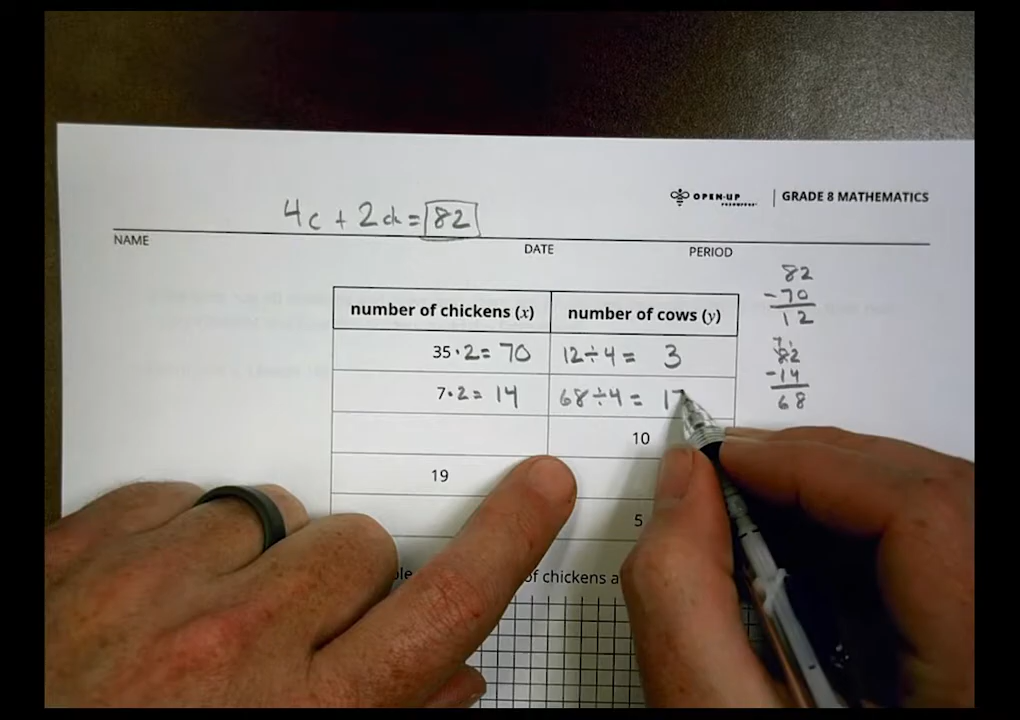 4c + 2ch = 82
OPEN-UP
GRADE 8 MATHEMATICS
NAME
DATE
PERIOD
82
-70
12
number of chickens (x) number of cows (y)
35·2= 70 12÷4 = 3
82
-14
68
7·2= 14 68÷4 = 17
10
19
5
of chickens a